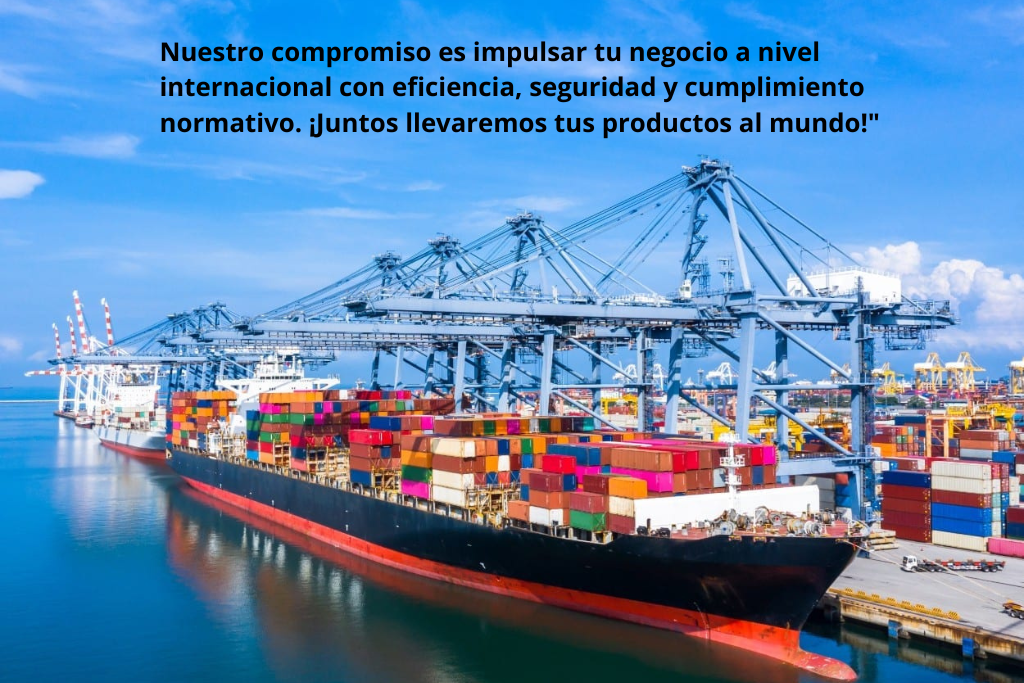 Nuestro compromiso es impulsar tu negocio a nivel
internacional con eficiencia, seguridad y cumplimiento
normativo. ¡Juntos llevaremos tus productos al mundo!"